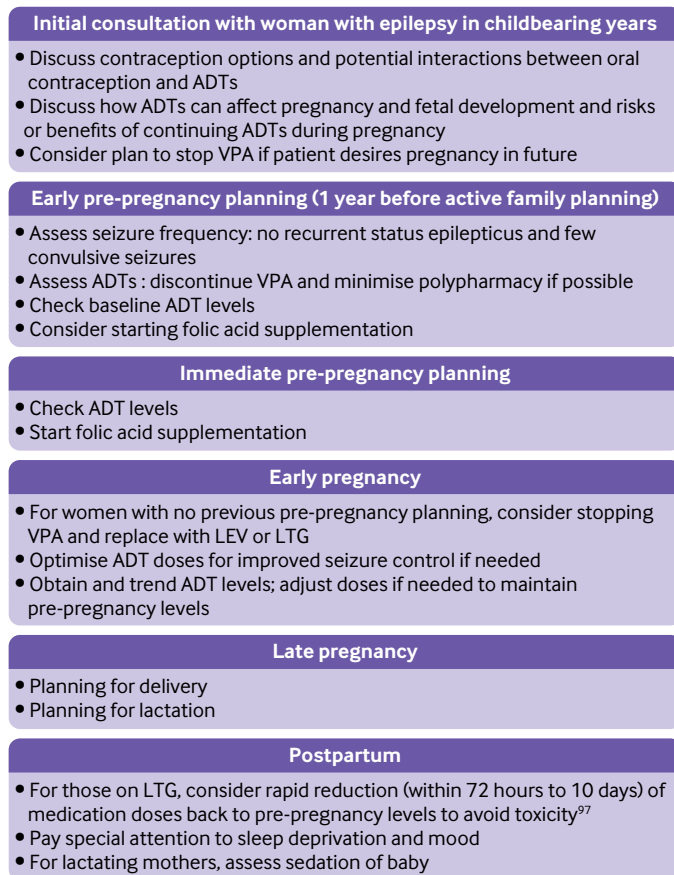 Initial consultation with woman with epilepsy in childbearing years
• Discuss contraception options and potential interactions between oral
contraception and ADTs
• Discuss how ADTs can affect pregnancy and fetal development and risks
or benefits of continuing ADTs during pregnancy
• Consider plan to stop VPA if patient desires pregnancy in future
Early pre-pregnancy planning (1 year before active family planning)
• Assess seizure frequency: no recurrent status epilepticus and few
convulsive seizures
• Assess ADTs : discontinue VPA and minimise polypharmacy if possible
• Check baseline ADT levels
• Consider starting folic acid supplementation
Immediate pre-pregnancy planning
• Check ADT levels
• Start folic acid supplementation
Early pregnancy
• For women with no previous pre-pregnancy planning, consider stopping
VPA and replace with LEV or LTG
• Optimise ADT doses for improved seizure control if needed
• Obtain and trend ADT levels; adjust doses if needed to maintain
pre-pregnancy levels
Late pregnancy
• Planning for delivery
• Planning for lactation
Postpartum
• For those on LTG, consider rapid reduction (within 72 hours to 10 days) of
medication doses back to pre-pregnancy levels to avoid toxicity⁹⁷
• Pay special attention to sleep deprivation and mood
• For lactating mothers, assess sedation of baby